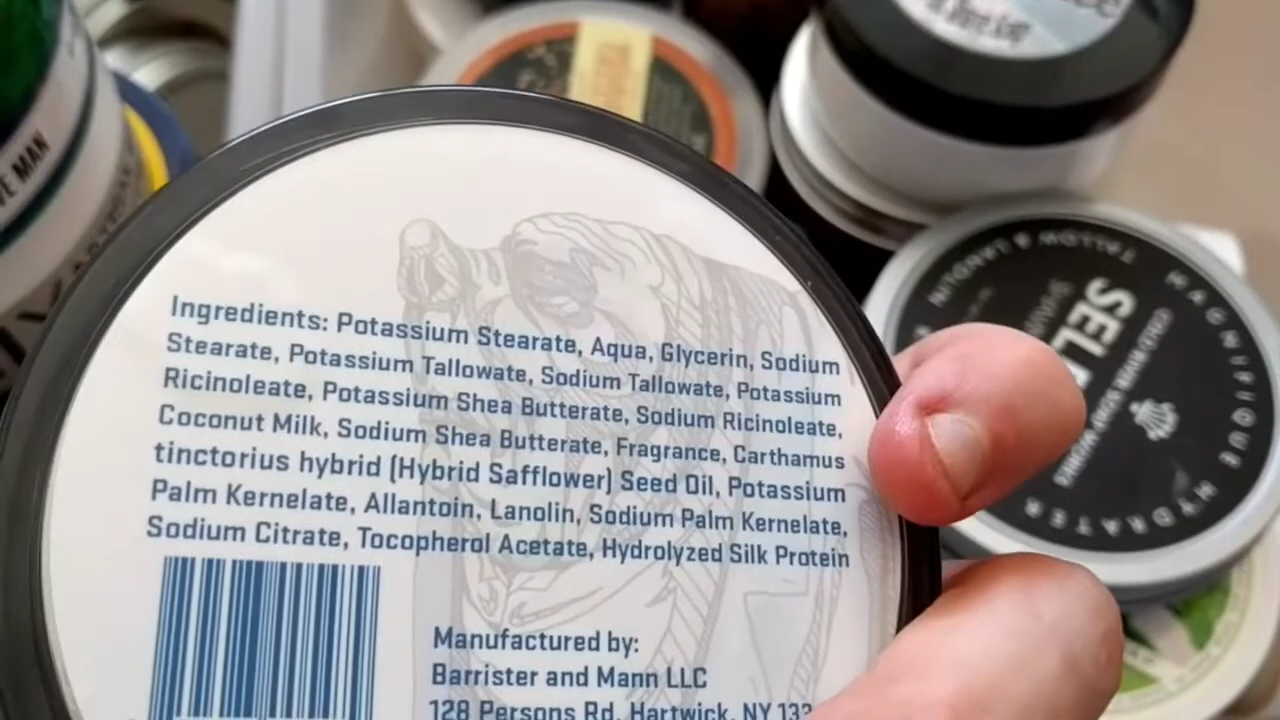 VE MAN
Ingredients: Potassium Stearate, Aqua, Glycerin, Sodium
Stearate, Potassium Tallowate, Sodium Tallowate, Potassium
Ricinoleate, Potassium Shea Butterate, Sodium Ricinoleate,
Coconut Milk, Sodium Shea Butterate, Fragrance, Carthamus
tinctorius hybrid (Hybrid Safflower) Seed Oil, Potassium
Palm Kernelate, Allantoin, Lanolin, Sodium Palm Kernelate,
Sodium Citrate, Tocopherol Acetate, Hydrolyzed Silk Protein
Manufactured by:
Barrister and Mann LLC
128 Persons Rd, Hartwick, NY 133
TALLOW & LANOLIN
SEL
HYDRATER
MAGNIFIQUE